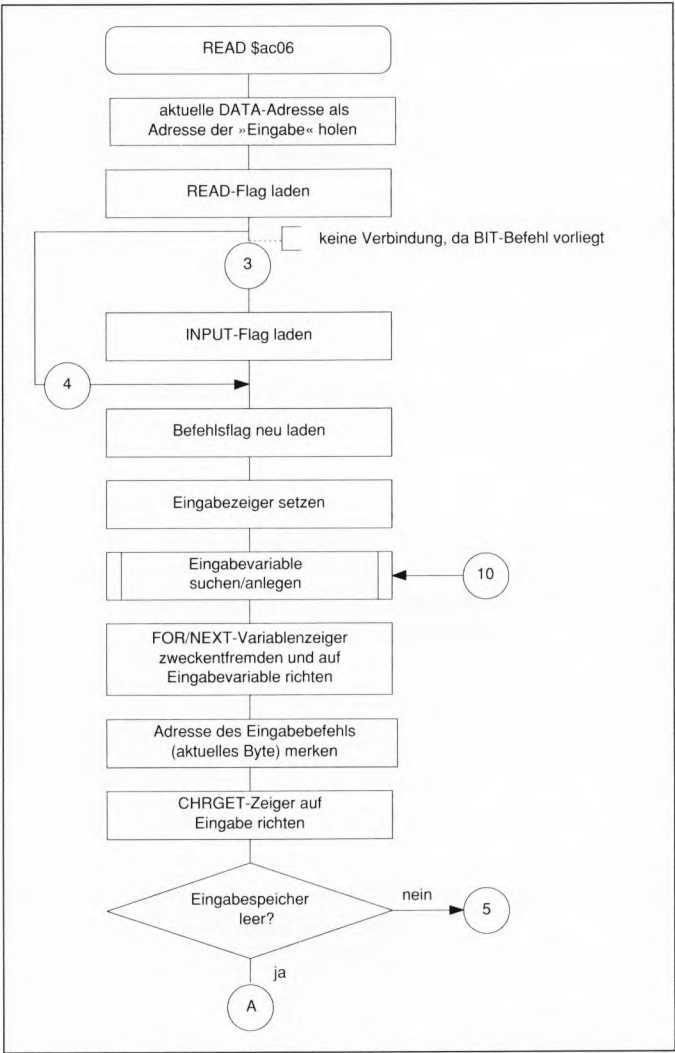 READ $ac06
aktuelle DATA-Adresse als
Adresse der »Eingabe« holen
READ-Flag laden
keine Verbindung, da BIT-Befehl vorliegt
3
INPUT-Flag laden
4
Befehlsflag neu laden
Eingabezeiger setzen
Eingabevariable
suchen/anlegen
10
FOR/NEXT-Variablenzeiger
zweckentfremden und auf
Eingabevariable richten
Adresse des Eingabebefehls
(aktuelles Byte) merken
CHRGET-Zeiger auf
Eingabe richten
Eingabespeicher
leer?
nein
5
ja
A